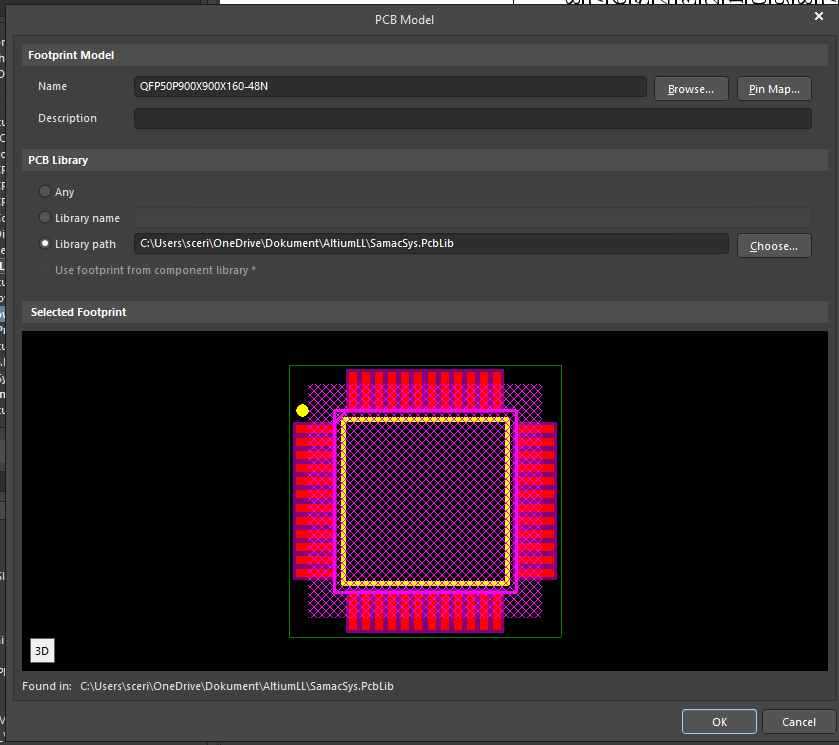 PCB Model
Footprint Model
Name QFP50P900X900X160-48N Browse... Pin Map...
Description
PCB Library
Any
Library name
Library path C:\Users\sceri\OneDrive\Dokument\AltiumLL\SamacSys.PcbLib Choose...
Use footprint from component library *
Selected Footprint
3D
Found in: C:\Users\sceri\OneDrive\Dokument\AltiumLL\SamacSys.PcbLib
OK Cancel